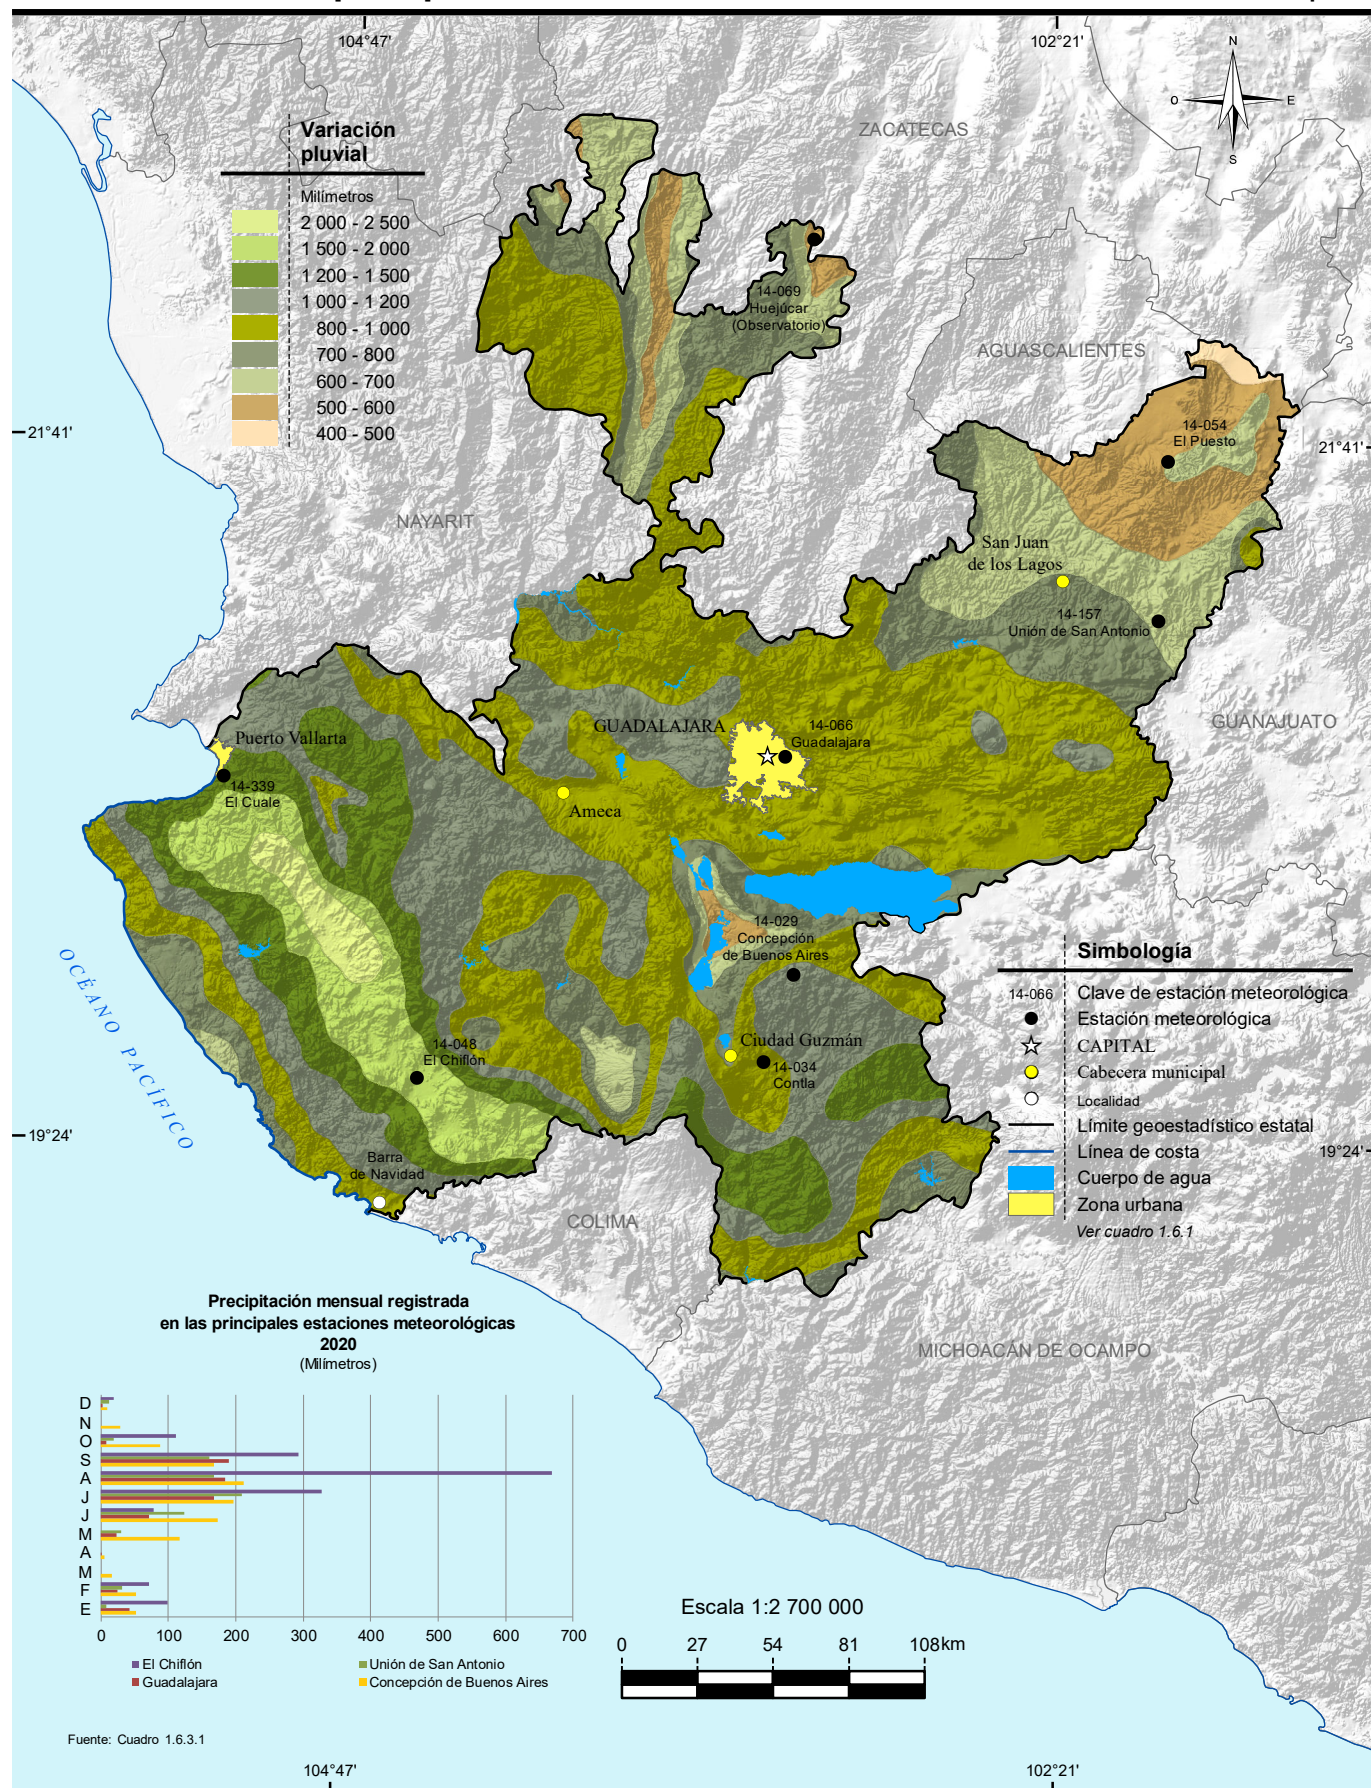 104°47'
102°21'
N
O
E
S
ZACATECAS
Variación
pluvial
Milímetros
2 000 - 2 500
1 500 - 2 000
1 200 - 1 500
1 000 - 1 200
800 - 1 000
700 - 800
600 - 700
500 - 600
400 - 500
14-069
Huejúcar
(Observatorio)
AGUASCALIENTES
21°41'
21°41'
14-054
El Puesto
NAYARIT
San Juan
de los Lagos
14-157
Unión de San Antonio
GUANAJUATO
Puerto Vallarta
GUADALAJARA
14-066
Guadalajara
14-339
El Cuale
Ameca
14-029
Concepción
de Buenos Aires
OCÉANO PACÍFICO
Ciudad Guzmán
14-048
El Chiflón
14-034
Contla
Simbología
14-066 Clave de estación meteorológica
Estación meteorológica
CAPITAL
Cabecera municipal
Localidad
Límite geoestadístico estatal
Línea de costa
Cuerpo de agua
Zona urbana
Ver cuadro 1.6.1
19°24'
19°24'
Barra
de Navidad
COLIMA
MICHOACÁN DE OCAMPO
Precipitación mensual registrada
en las principales estaciones meteorológicas
2020
(Milímetros)
D
N
O
S
A
J
J
M
A
M
F
E
0 100 200 300 400 500 600 700
El Chiflón
Unión de San Antonio
Guadalajara
Concepción de Buenos Aires
Escala 1:2 700 000
0 27 54 81 108km
Fuente: Cuadro 1.6.3.1
104°47'
102°21'